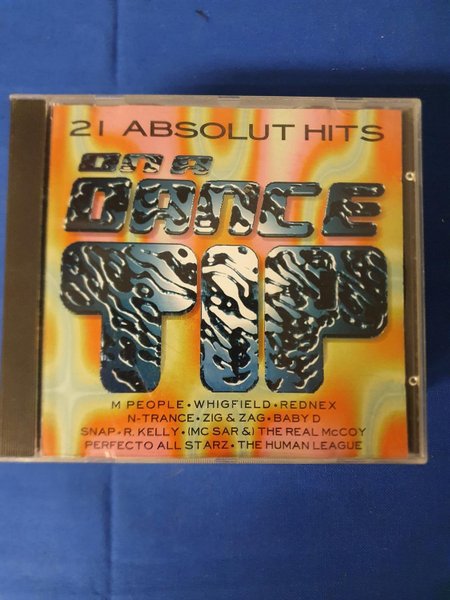 21 ABSOLUT HITS
ON A
DANCE
TIP
M PEOPLE • WHIGFIELD • REDNEX
N-TRANCE • ZIG & ZAG • BABY D
SNAP • R. KELLY • (MC SAR &) THE REAL McCOY
PERFECTO ALL STARZ • THE HUMAN LEAGUE